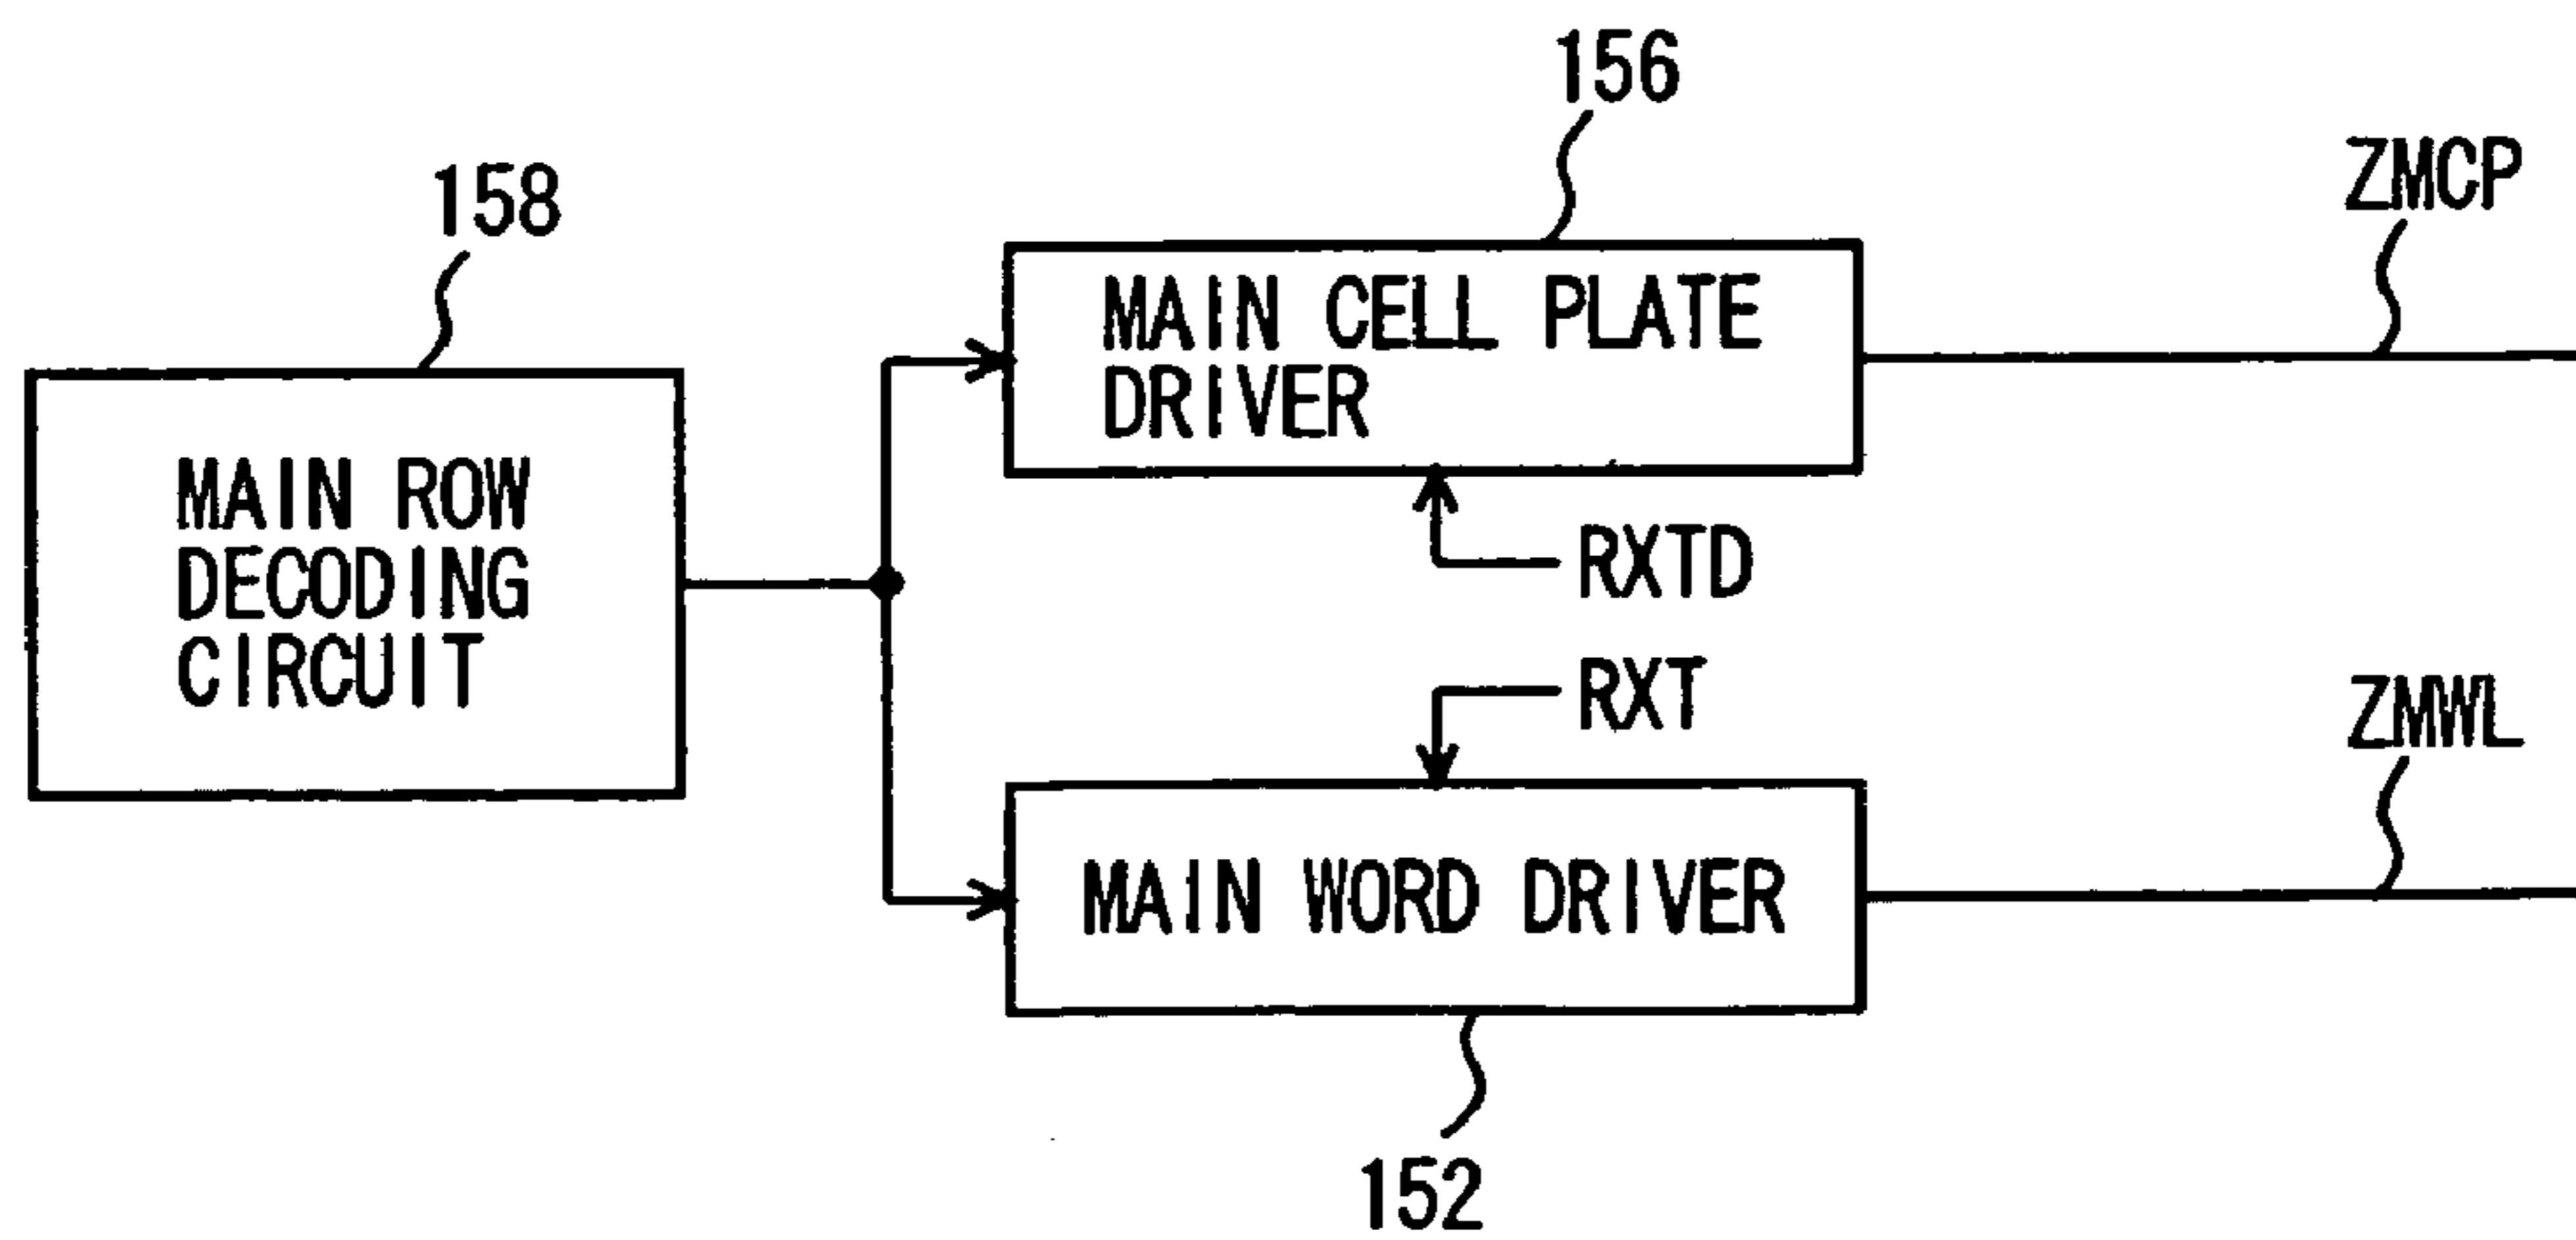 156
158
ZMCP
MAIN CELL PLATE
DRIVER
MAIN ROW
DECODING
CIRCUIT
RXTD
RXT
ZMWL
MAIN WORD DRIVER
152